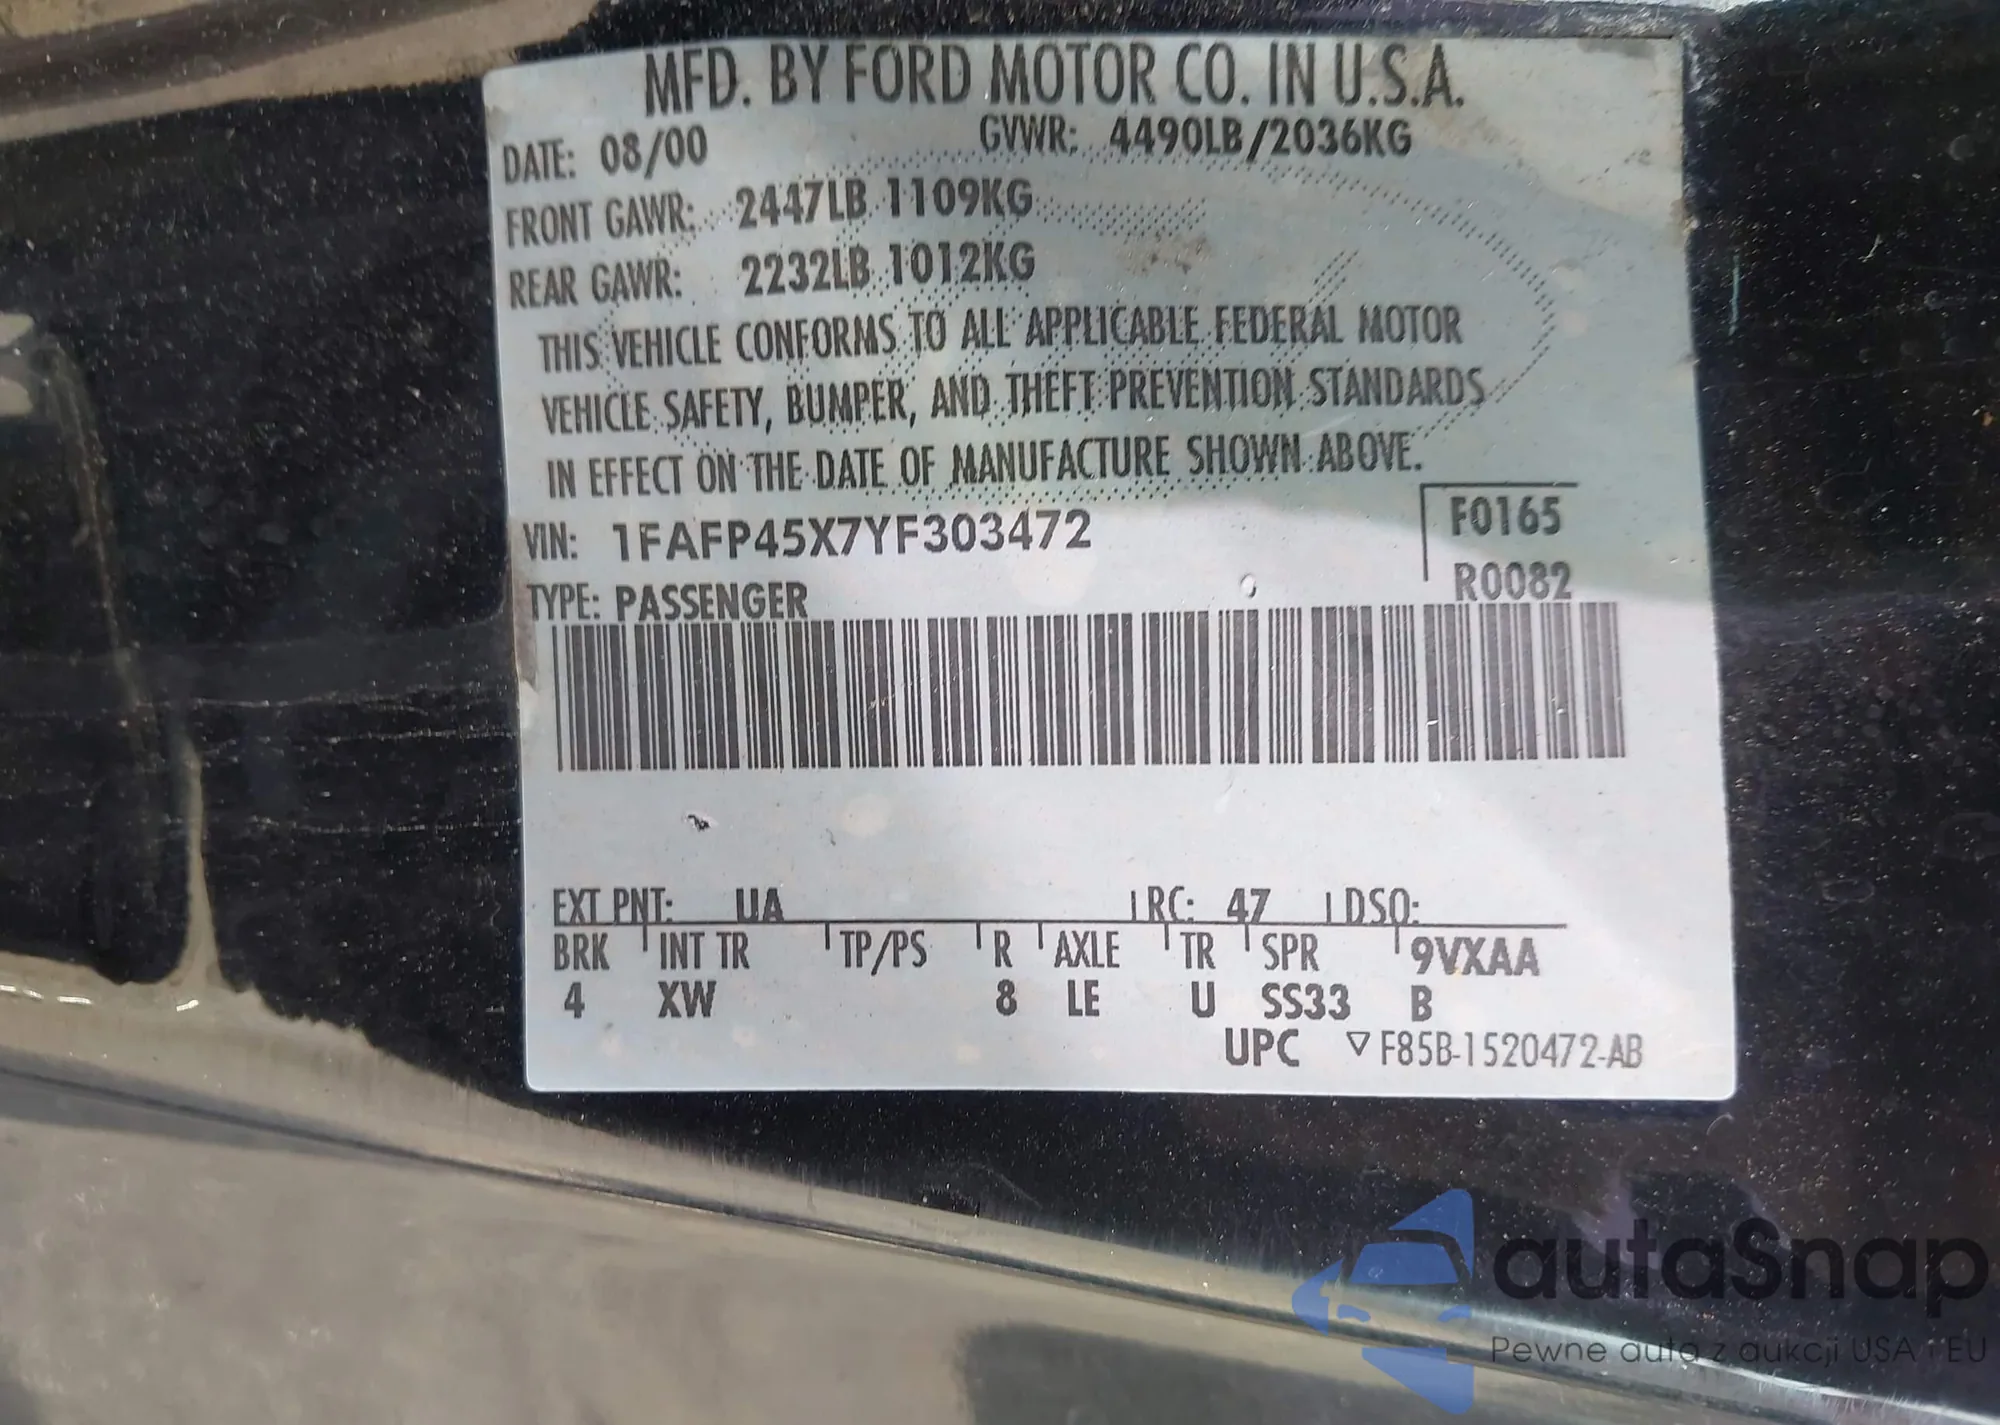 MFD. BY FORD MOTOR CO. IN U.S.A.
DATE: 08/00 GVWR: 4490LB/2036KG
FRONT GAWR: 2447LB 1109KG
REAR GAWR: 2232LB 1012KG
THIS VEHICLE CONFORMS TO ALL APPLICABLE FEDERAL MOTOR
VEHICLE SAFETY, BUMPER, AND THEFT PREVENTION STANDARDS
IN EFFECT ON THE DATE OF MANUFACTURE SHOWN ABOVE.
VIN: 1FAFP45X7YF303472 F0165
TYPE: PASSENGER R0082
EXT PNT: UA RC: 47 DSO:
BRK INT TR TP/PS R AXLE TR SPR 9VXAA
4 XW 8 LE U SS33 B
UPC ▽F85B-1520472-AB
autaSnap
Pewne auta z aukcji USA i EU